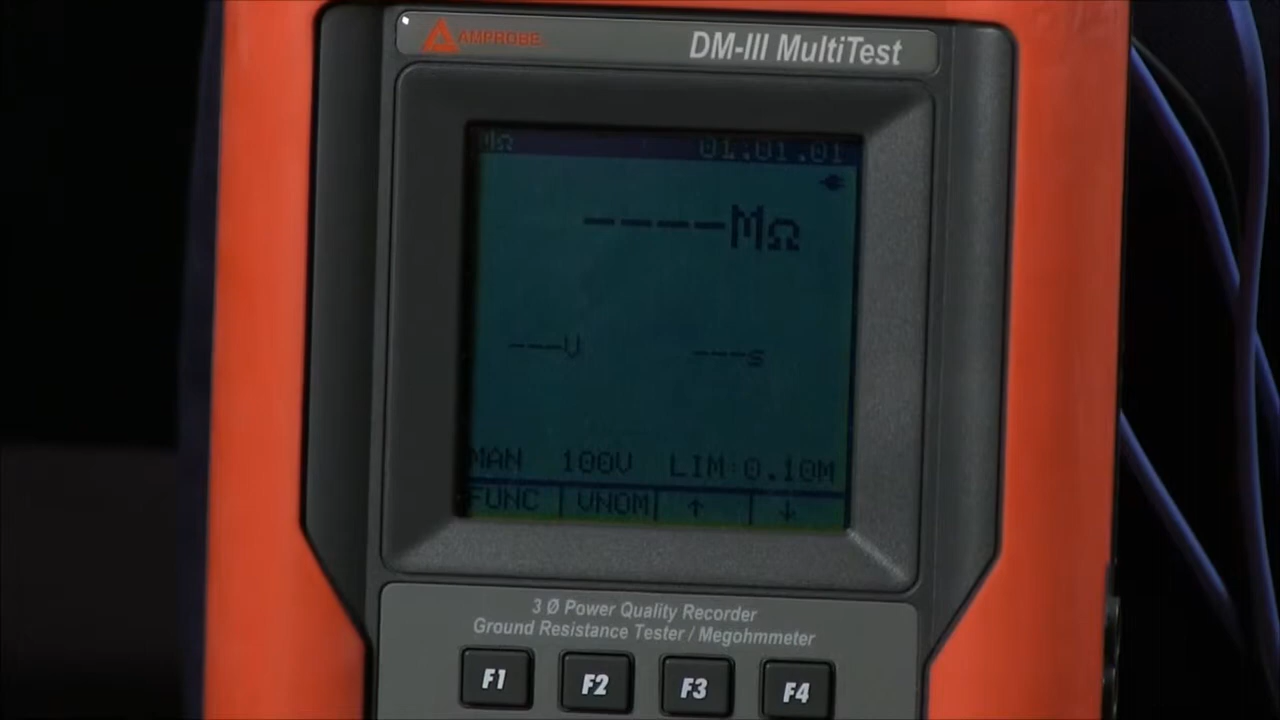 AMPROBE DM-III MultiTest
MΩ 01:01.01
----MΩ
---V ---s
MAN 100V LIM:0.10M
FUNC VNOM ↑ ↓
3 Ø Power Quality Recorder
Ground Resistance Tester / Megohmmeter
F1 F2 F3 F4